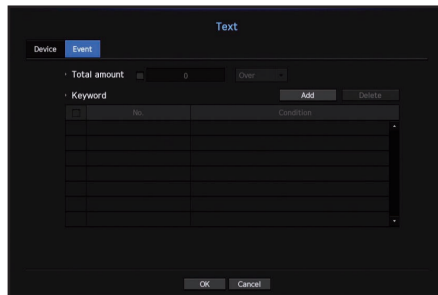 Text
Device Event
Total amount 0 Over
Keyword Add Delete
No. Condition
OK Cancel